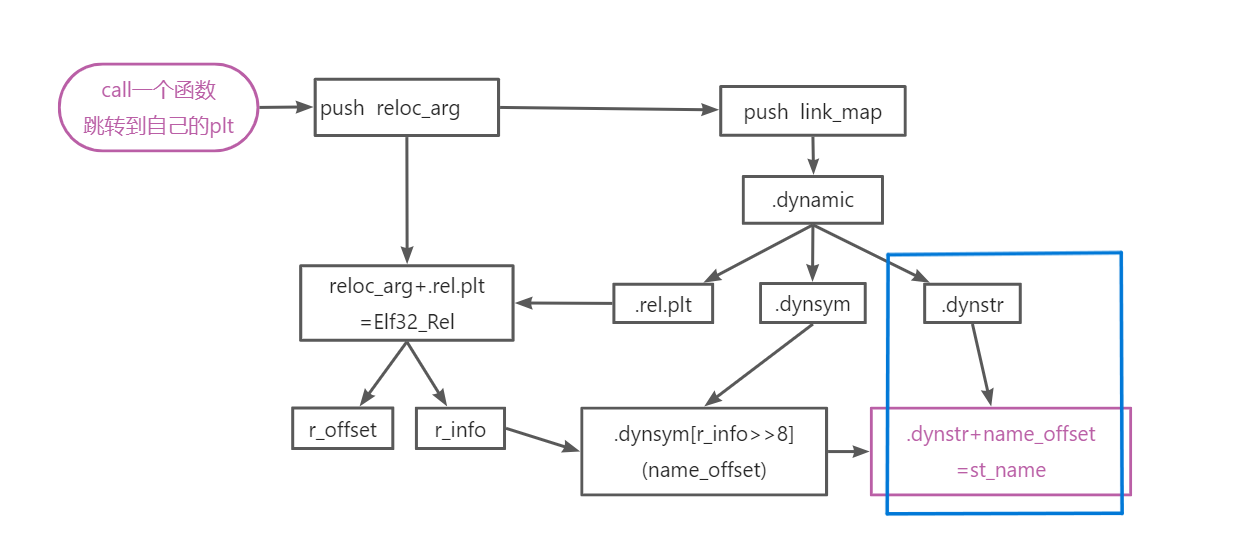 call一个函数
跳转到自己的plt
push reloc_arg
push link_map
.dynamic
reloc_arg+.rel.plt
=Elf32_Rel
.rel.plt
.dynsym
.dynstr
r_offset
r_info
.dynsym[r_info>>8]
(name_offset)
.dynstr+name_offset
=st_name